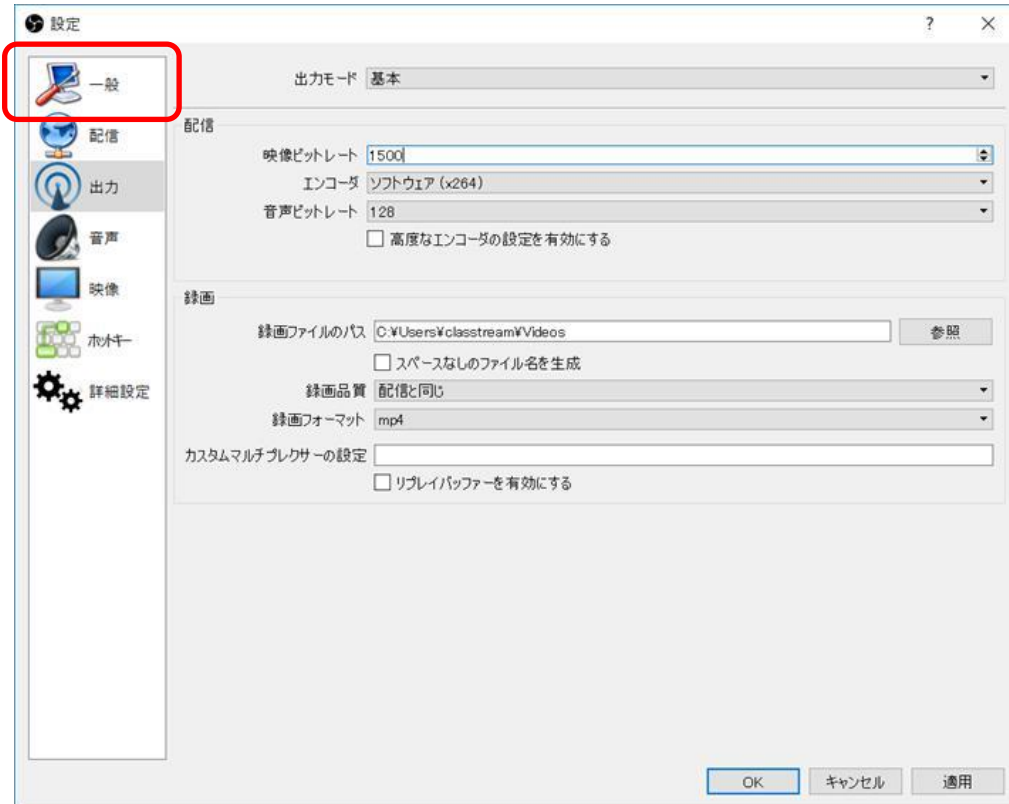 設定
?
一般
配信
出力
音声
映像
ホットキー
詳細設定
出力モード 基本
配信
映像ビットレート 1500
エンコーダ ソフトウェア (x264)
音声ビットレート 128
高度なエンコーダの設定を有効にする
録画
録画ファイルのパス C:¥Users¥classtream¥Videos 参照
スペースなしのファイル名を生成
録画品質 配信と同じ
録画フォーマット mp4
カスタムマルチプレクサーの設定
リプレイバッファーを有効にする
OK キャンセル 適用